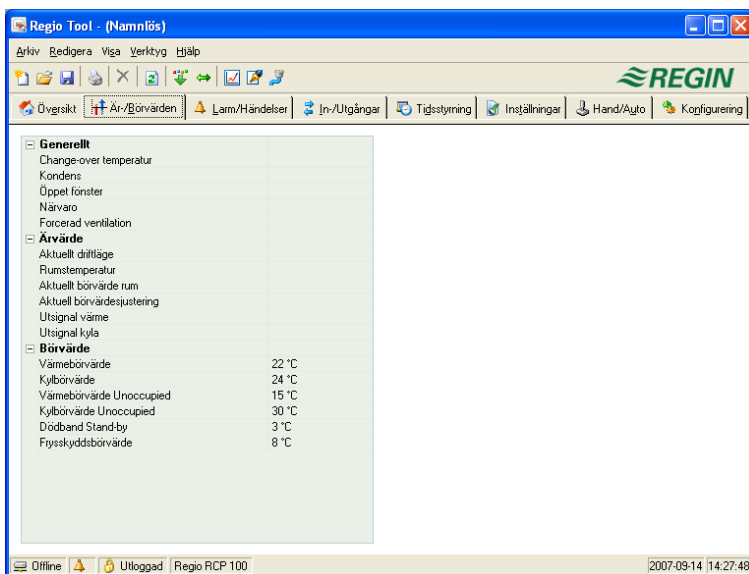 Regio Tool - (Namnlös)
Arkiv Redigera Visa Verktyg Hjälp
REGIN
Översikt Är-/Börvärden Larm/Händelser In-/Utgångar Tidsstyrning Inställningar Hand/Auto Konfigurering
Generellt
Change-over temperatur
Kondens
Öppet fönster
Närvaro
Forcerad ventilation
Ärvärde
Aktuellt driftläge
Rumstemperatur
Aktuellt börvärde rum
Aktuell börvärdesjustering
Utsignal värme
Utsignal kyla
Börvärde
Värmebörvärde 22 °C
Kylbörvärde 24 °C
Värmebörvärde Unoccupied 15 °C
Kylbörvärde Unoccupied 30 °C
Dödband Stand-by 3 °C
Frysskyddsbörvärde 8 °C
Offline Utloggad Regio RCP 100 2007-09-14 14:27:48